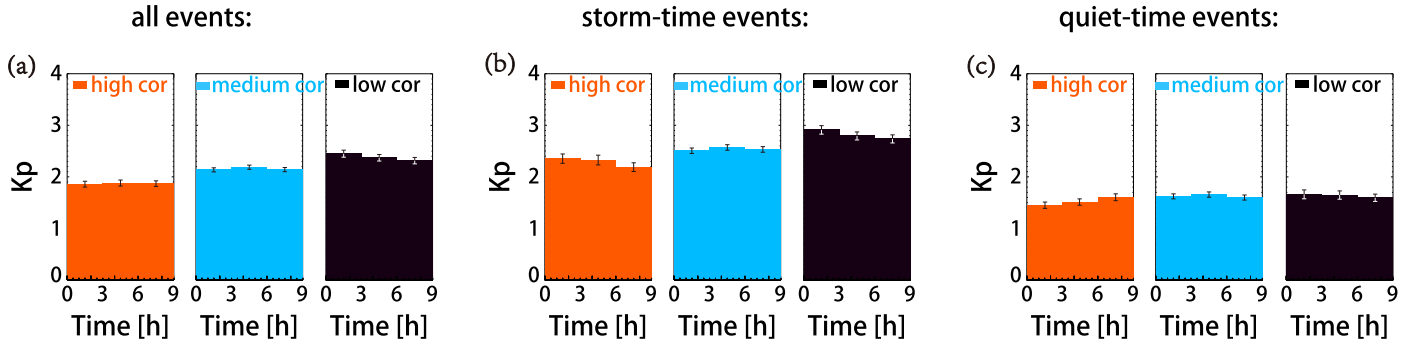 all events: storm-time events: quiet-time events:
(a) (b) (c)
4 high cor medium cor low cor 4 high cor medium cor low cor 4 high cor medium cor low cor
3 3 3
Kp 2 Kp 2 Kp 2
1 1 1
0 0 0
0 3 6 9 0 3 6 9 0 3 6 9 0 3 6 9 0 3 6 9 0 3 6 9 0 3 6 9 0 3 6 9 0 3 6 9
Time [h] Time [h] Time [h] Time [h] Time [h] Time [h] Time [h] Time [h] Time [h]